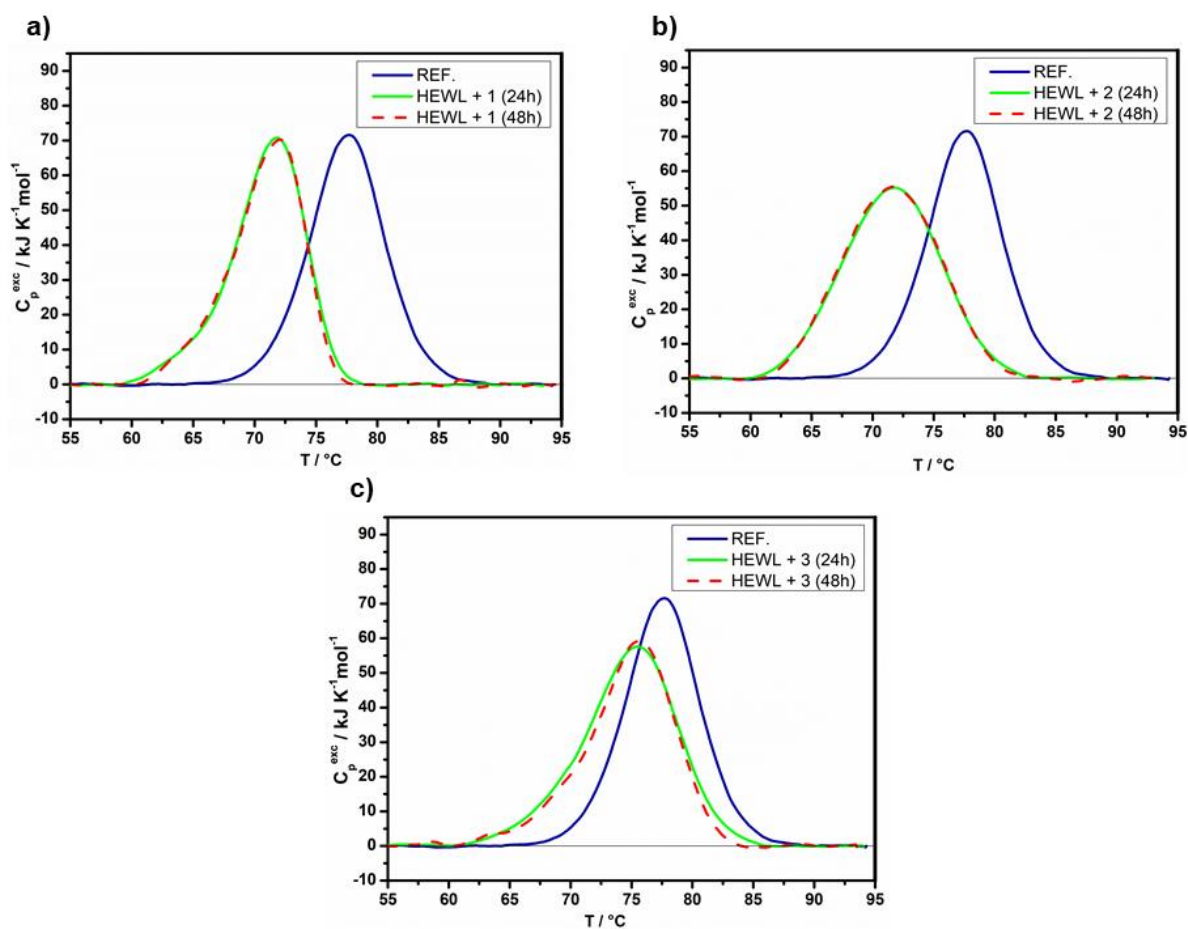 a)
90
80
70
60
50
40
30
20
10
0
-10
C_p^exc / kJ K^-1 mol^-1
REF.
HEWL + 1 (24h)
HEWL + 1 (48h)
55 60 65 70 75 80 85 90 95
T / °C
b)
90
80
70
60
50
40
30
20
10
0
-10
C_p^exc / kJ K^-1 mol^-1
REF.
HEWL + 2 (24h)
HEWL + 2 (48h)
55 60 65 70 75 80 85 90 95
T / °C
c)
90
80
70
60
50
40
30
20
10
0
-10
C_p^exc / kJ K^-1 mol^-1
REF.
HEWL + 3 (24h)
HEWL + 3 (48h)
55 60 65 70 75 80 85 90 95
T / °C